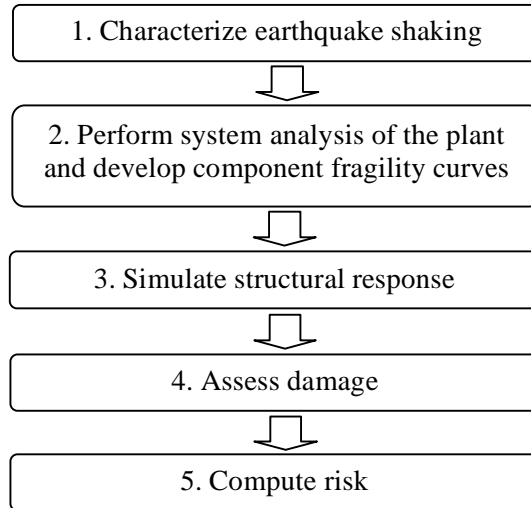 1. Characterize earthquake shaking
2. Perform system analysis of the plant
and develop component fragility curves
3. Simulate structural response
4. Assess damage
5. Compute risk